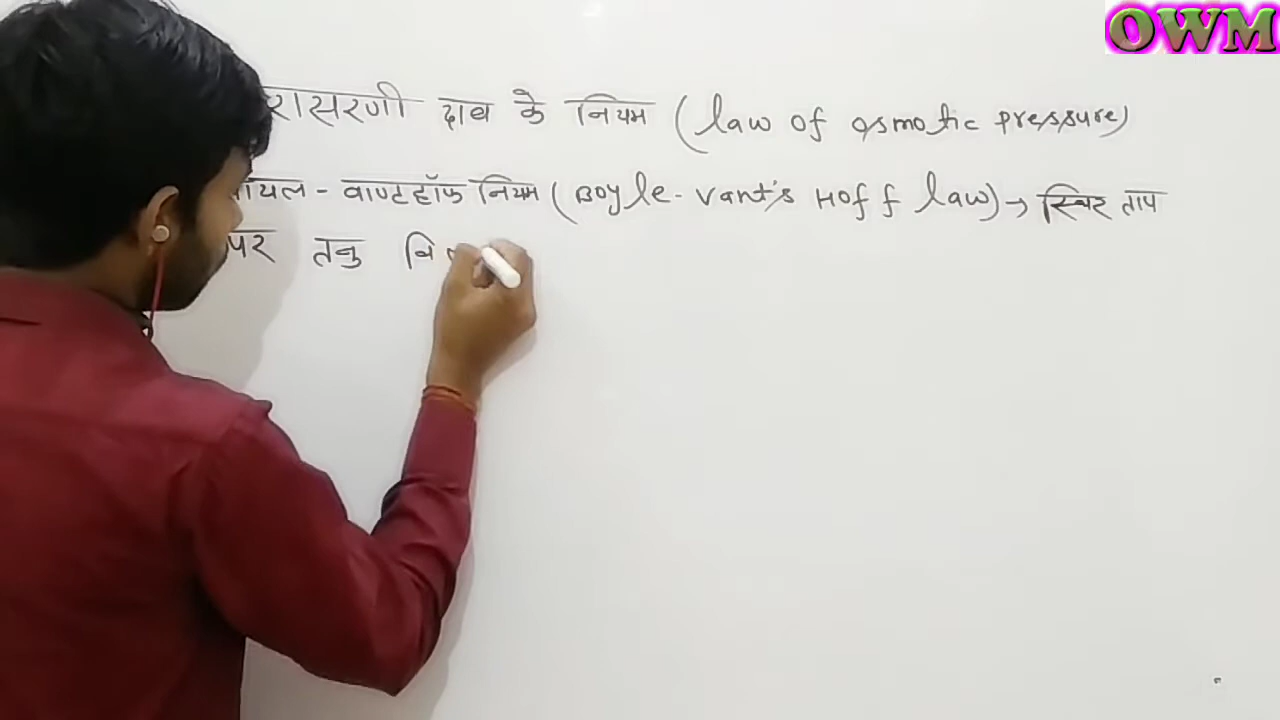 OWM
रासरणी दाब के नियम (law of osmotic pressure)
ायल - वाण्टहॉफ नियम (Boyle - vant's Hoff law) → स्थिर ताप
पर तनु वि